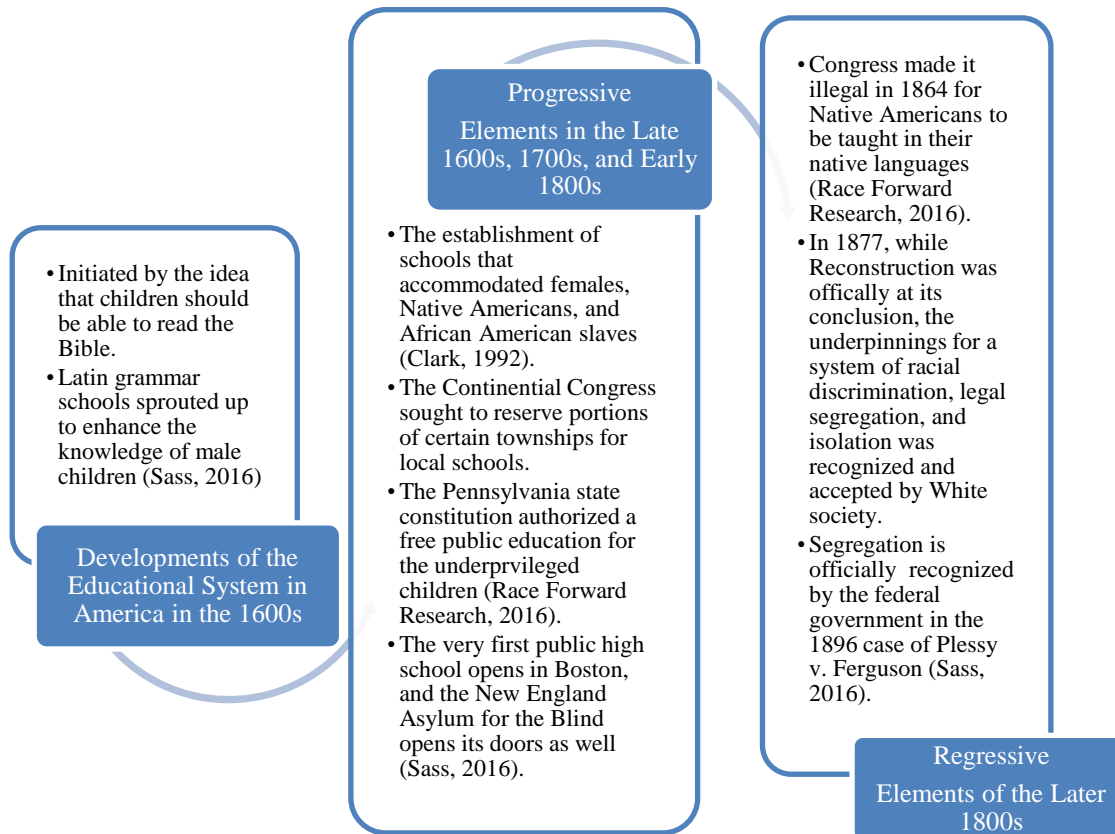 • Initiated by the idea
that children should
be able to read the
Bible.
• Latin grammar
schools sprouted up
to enhance the
knowledge of male
children (Sass, 2016)
Developments of the
Educational System in
America in the 1600s
Progressive
Elements in the Late
1600s, 1700s, and Early
1800s
• The establishment of
schools that
accommodated females,
Native Americans, and
African American slaves
(Clark, 1992).
• The Continential Congress
sought to reserve portions
of certain townships for
local schools.
• The Pennsylvania state
constitution authorized a
free public education for
the underprvileged
children (Race Forward
Research, 2016).
• The very first public high
school opens in Boston,
and the New England
Asylum for the Blind
opens its doors as well
(Sass, 2016).
• Congress made it
illegal in 1864 for
Native Americans to
be taught in their
native languages
(Race Forward
Research, 2016).
• In 1877, while
Reconstruction was
offically at its
conclusion, the
underpinnings for a
system of racial
discrimination, legal
segregation, and
isolation was
recognized and
accepted by White
society.
• Segregation is
officially recognized
by the federal
government in the
1896 case of Plessy
v. Ferguson (Sass,
2016).
Regressive
Elements of the Later
1800s